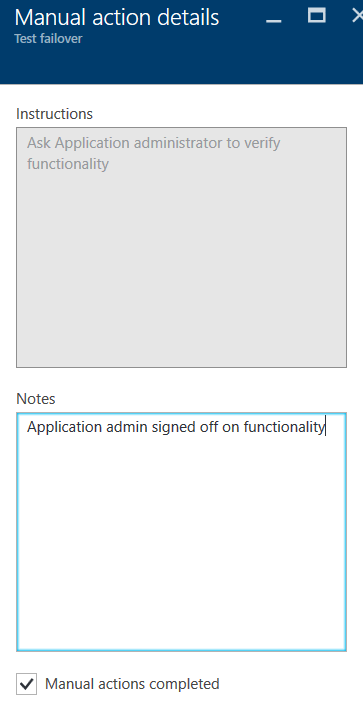 Manual action details
Test failover
Instructions
Ask Application administrator to verify
functionality
Notes
Application admin signed off on functionality
Manual actions completed